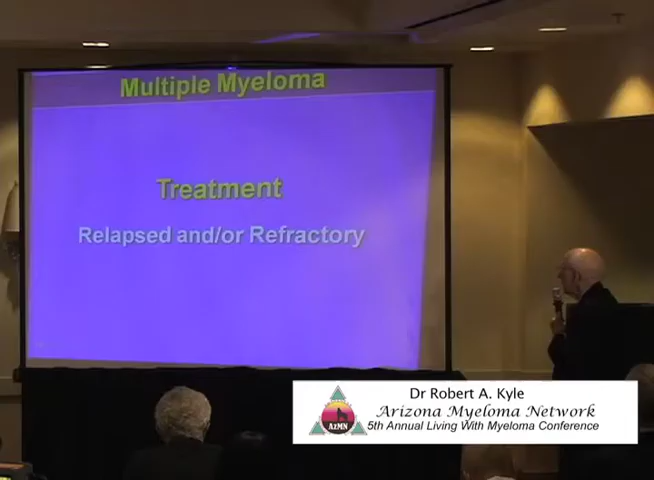 Multiple Myeloma
Treatment
Relapsed and/or Refractory
Dr Robert A. Kyle
Arizona Myeloma Network
5th Annual Living With Myeloma Conference
AzMN